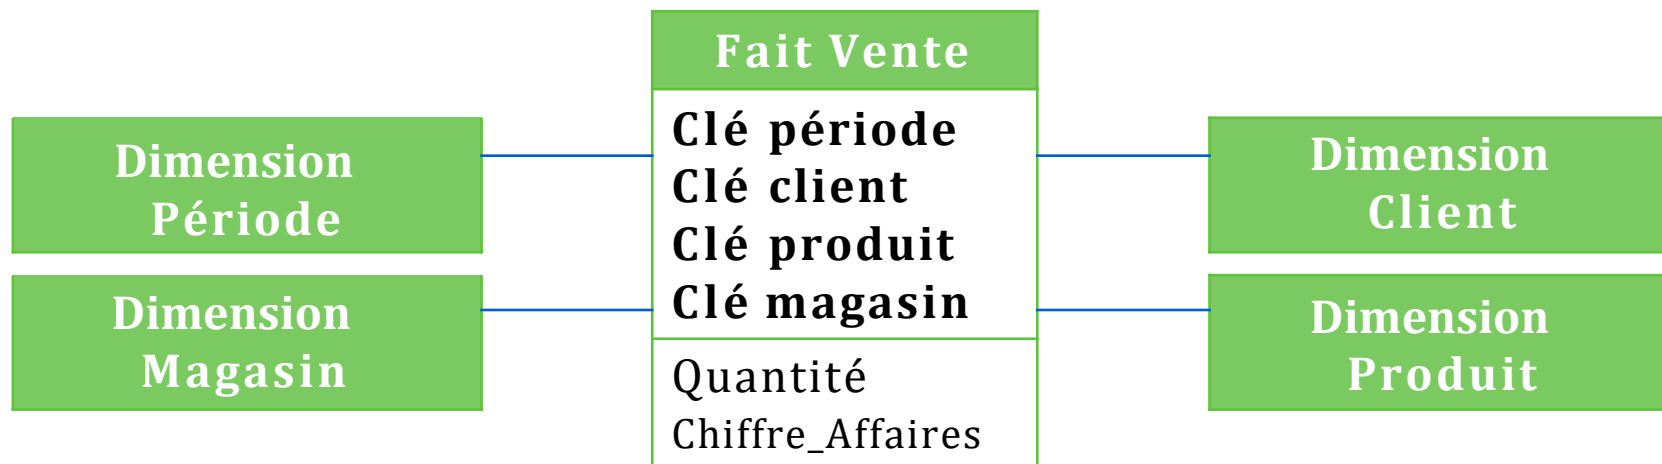 Fait Vente
Clé période
Clé client
Clé produit
Clé magasin
Quantité
Chiffre_Affaires
Dimension
Période
Dimension
Magasin
Dimension
Client
Dimension
Produit